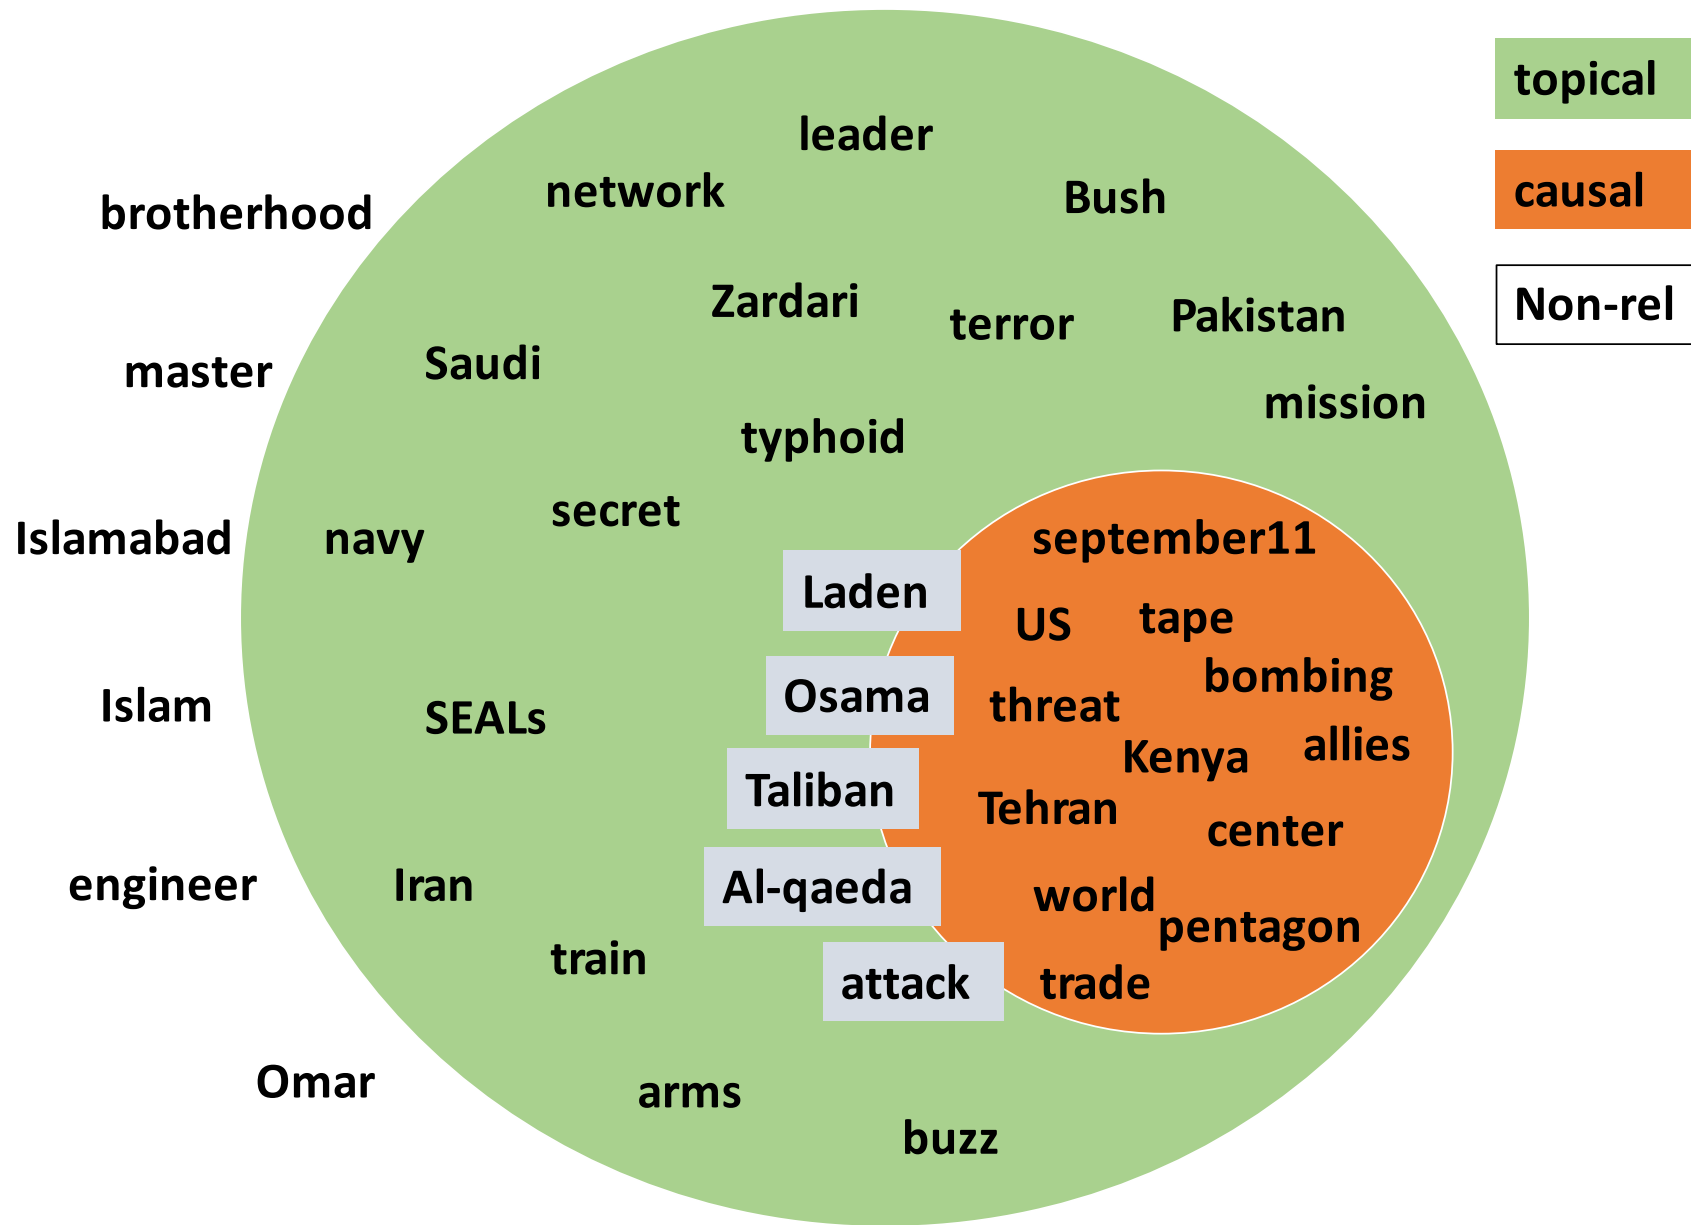 topical
leader
network
Bush
causal
brotherhood
Zardari
terror
Pakistan
Non-rel
master
Saudi
mission
typhoid
secret
Islamabad
navy
september11
Laden
US
tape
bombing
Osama
threat
Islam
SEALs
Kenya
allies
Taliban
Tehran
center
engineer
Iran
Al-qaeda
world
pentagon
train
attack
trade
Omar
arms
buzz